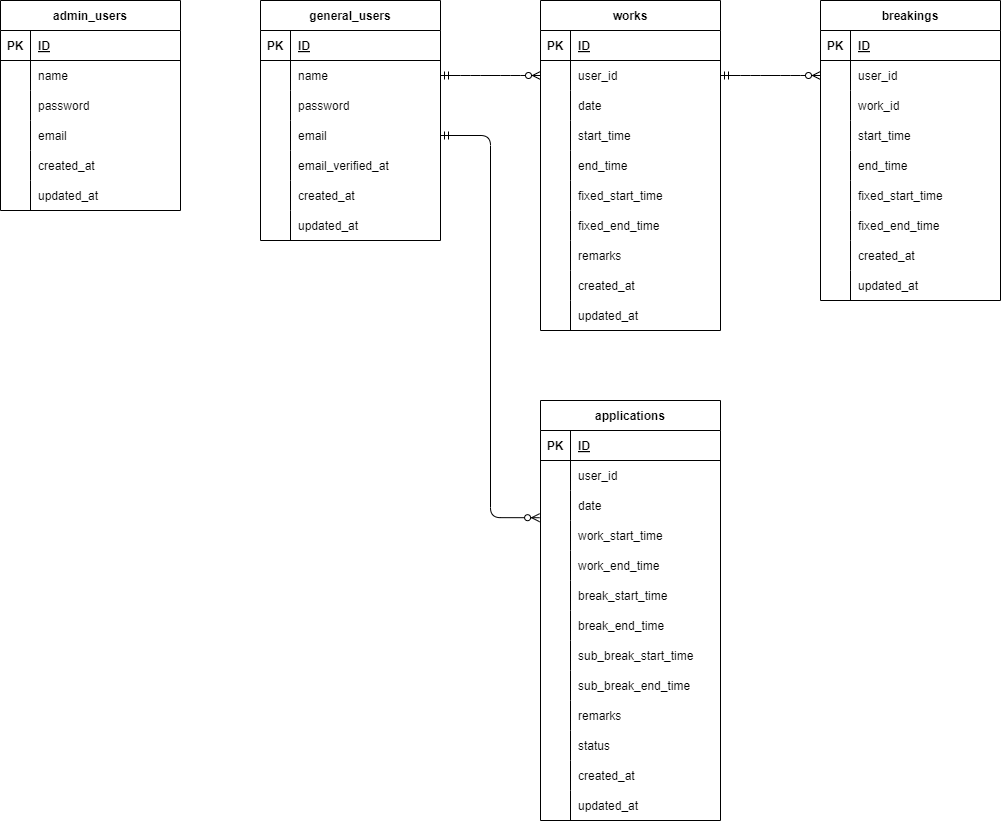 admin_users
PK ID
name
password
email
created_at
updated_at
general_users
PK ID
name
password
email
email_verified_at
created_at
updated_at
works
PK ID
user_id
date
start_time
end_time
fixed_start_time
fixed_end_time
remarks
created_at
updated_at
breakings
PK ID
user_id
work_id
start_time
end_time
fixed_start_time
fixed_end_time
created_at
updated_at
applications
PK ID
user_id
date
work_start_time
work_end_time
break_start_time
break_end_time
sub_break_start_time
sub_break_end_time
remarks
status
created_at
updated_at